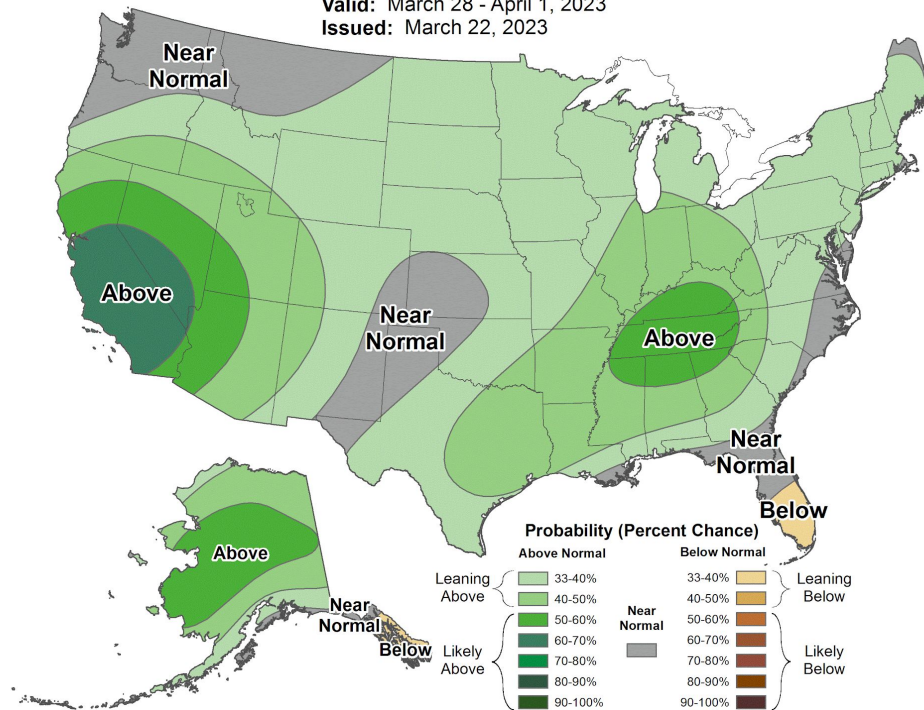 Valid: March 28 - April 1, 2023
Issued: March 22, 2023
Near
Normal
Above
Near
Normal
Above
Near
Normal
Below
Above
Near
Normal
Below
Probability (Percent Chance)
Above Normal
Below Normal
Leaning
Above
33-40%
40-50%
50-60%
60-70%
70-80%
80-90%
90-100%
Likely
Above
Near
Normal
33-40%
40-50%
50-60%
60-70%
70-80%
80-90%
90-100%
Leaning
Below
Likely
Below